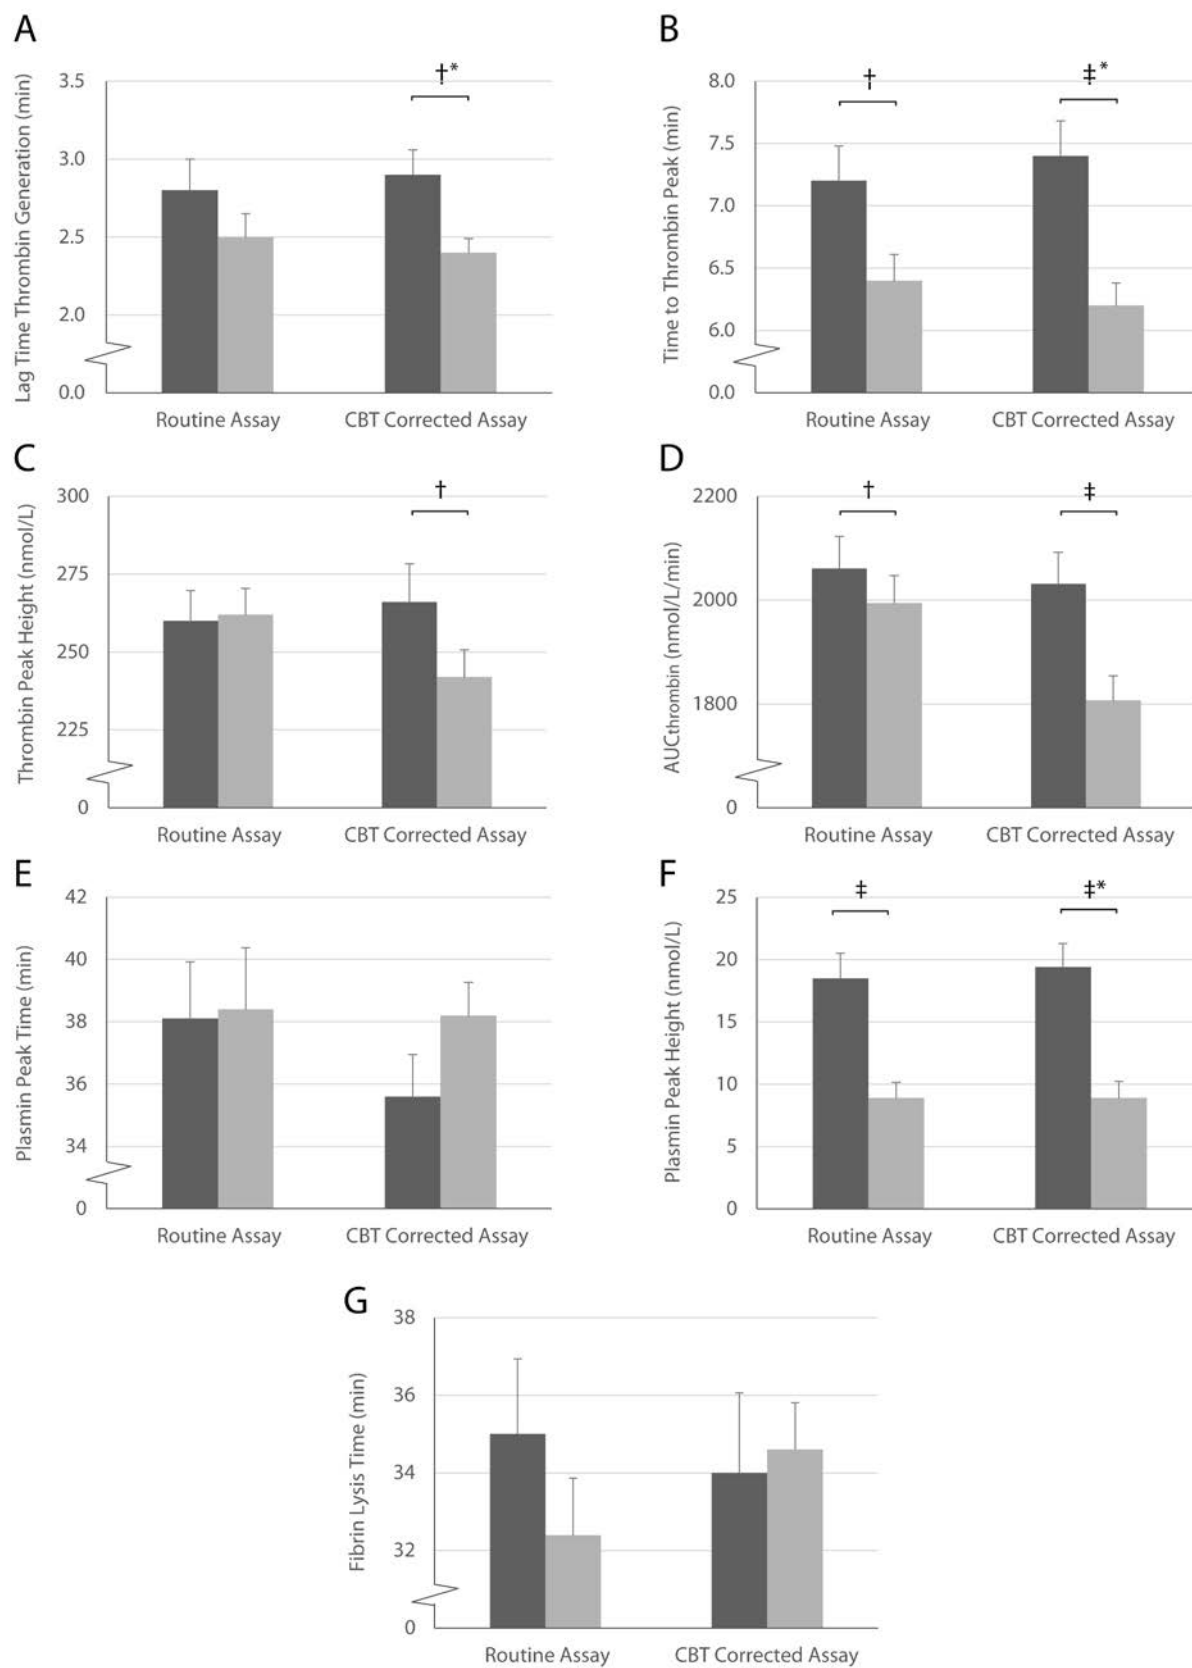 A
Lag Time Thrombin Generation (min)
3.5
3.0
2.5
2.0
0.0
†*
Routine Assay
CBT Corrected Assay
B
Time to Thrombin Peak (min)
8.0
7.5
7.0
6.5
6.0
0.0
†
‡*
Routine Assay
CBT Corrected Assay
C
Thrombin Peak Height (nmol/L)
300
275
250
225
0
†
Routine Assay
CBT Corrected Assay
D
AUCthrombin (nmol/L/min)
2200
2000
1800
0
†
‡
Routine Assay
CBT Corrected Assay
E
Plasmin Peak Time (min)
42
40
38
36
34
0
Routine Assay
CBT Corrected Assay
F
Plasmin Peak Height (nmol/L)
25
20
15
10
5
0
‡
‡*
Routine Assay
CBT Corrected Assay
G
Fibrin Lysis Time (min)
38
36
34
32
0
Routine Assay
CBT Corrected Assay